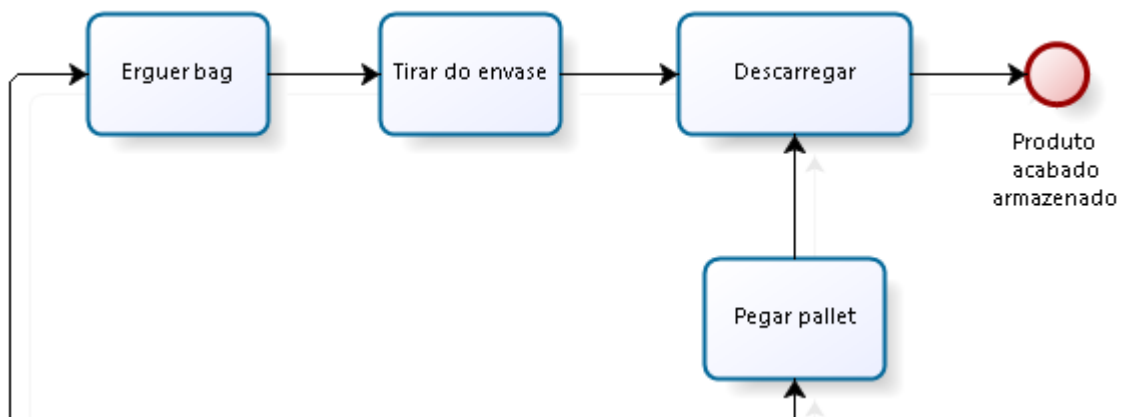 Erguer bag
Tirar do envase
Descarregar
Produto
acabado
armazenado
Pegar pallet